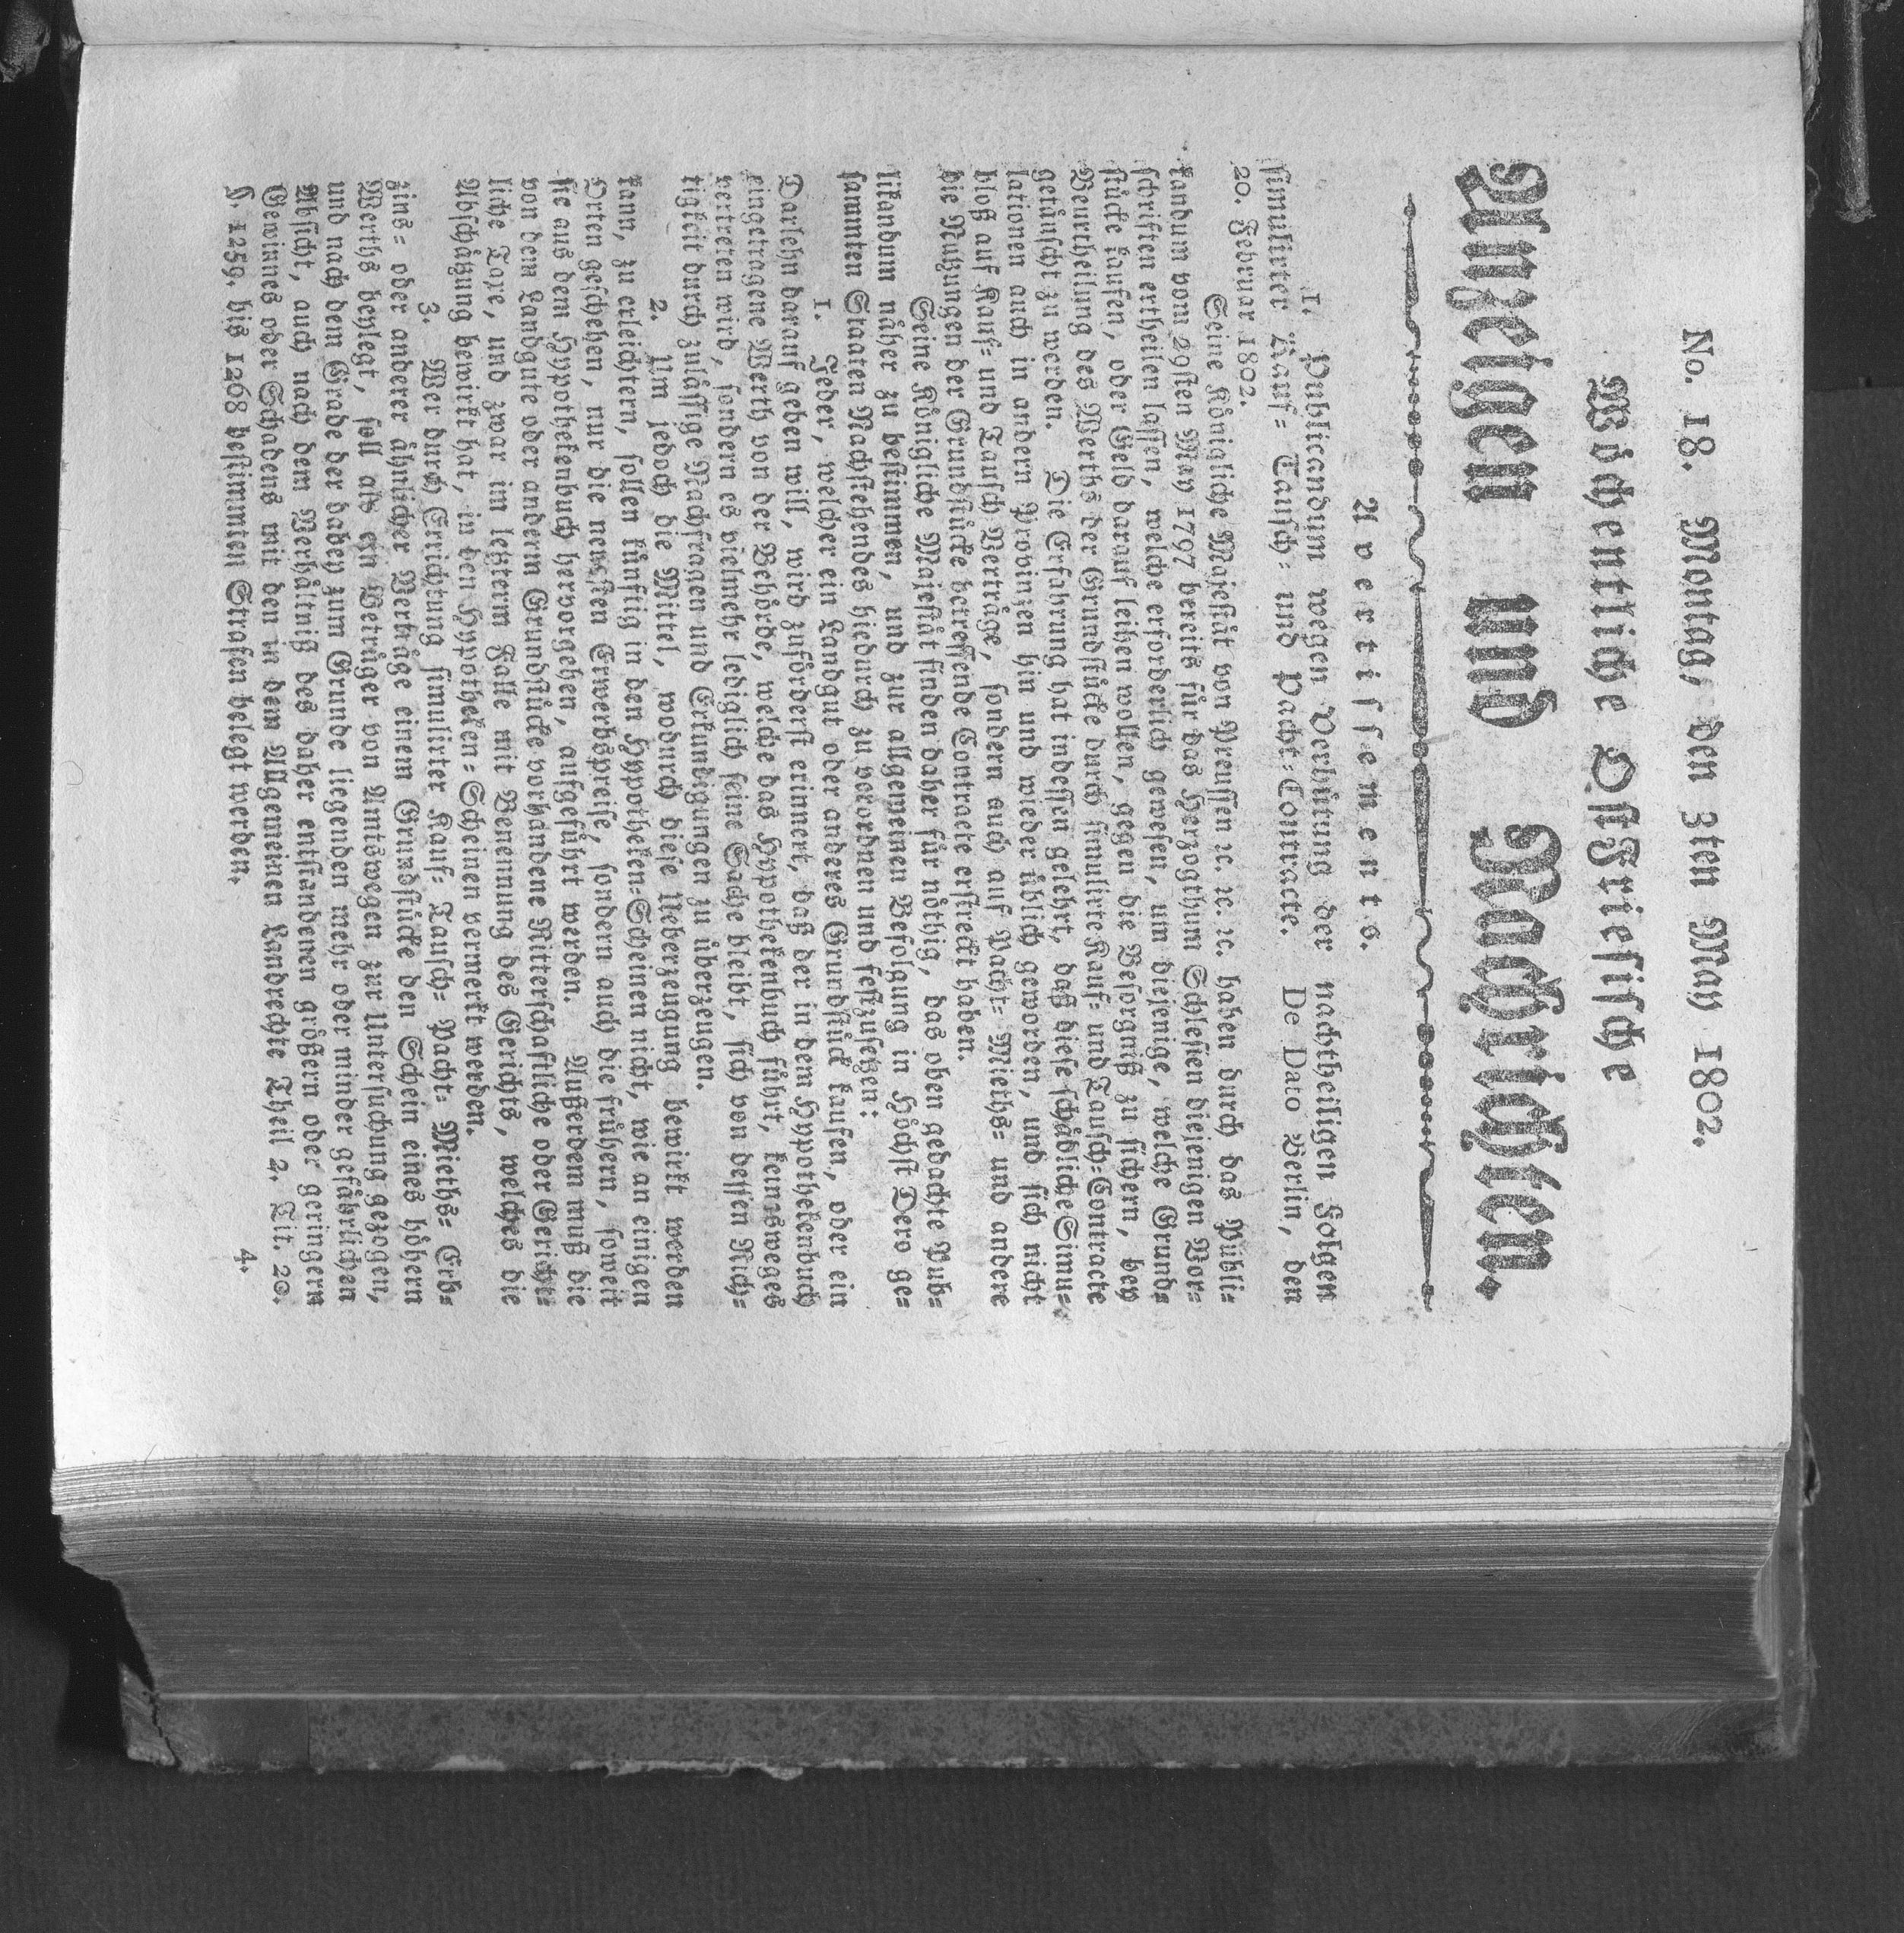 No. 18. Montag, den 3ten May 1802.
Wöchentliche Ostfriesische
Anzeigen und Nachrichten.
Avertissements.
1. Publicandum wegen Verhütung der nachtheiligen Folgen
simulirter Kauf= Tausch= und Pacht=Contracte. De Dato Berlin, den
20. Februar 1802.
Seine Königliche Majestät von Preussen ꝛc. ꝛc. ꝛc. haben durch das Publi=
kandum vom 29sten May 1797 bereits für das Herzogthum Schlesien diejenigen Vor=
schriften ertheilen lassen, welche erforderlich gewesen, um diejenige, welche Grund=
stücke kaufen, oder Geld darauf leihen wollen, gegen die Besorgniß zu sichern, bey
Beurtheilung des Werths der Grundstücke durch simulirte Kauf= und Tausch=Contracte
getäuscht zu werden. Die Erfahrung hat indessen gelehrt, daß diese schädliche Simu=
lationen auch in andern Provinzen hin und wieder üblich geworden, und sich nicht
bloß auf Kauf= und Tausch Verträge, sondern auch auf Pacht= Mieths= und andere
die Nutzungen der Grundstücke betreffende Contracte erstreckt haben.
Seine Königliche Majestät finden daher für nöthig, das oben gedachte Pub=
likandum näher zu bestimmen, und zur allgemeinen Befolgung in Höchst Dero ge=
sammten Staaten Nachstehendes hiedurch zu verordnen und festzusetzen:
1. Jeder, welcher ein Landgut oder anderes Grundstück kaufen, oder ein
Darlehn darauf geben will, wird zuförderst erinnert, daß der in dem Hypothekenbuch
eingetragene Werth von der Behörde, welche das Hypothekenbuch führt, keinesweges
vertreten wird, sondern es vielmehr lediglich seine Sache bleibt, sich von dessen Rich=
tigkeit durch zulässige Nachfragen und Erkundigungen zu überzeugen.
2. Um jedoch die Mittel, wodurch diese Ueberzeugung bewirkt werden
kann, zu erleichtern, sollen künftig in den Hypotheken=Scheinen nicht, wie an einigen
Orten geschehen, nur die neuesten Erwerbspreise, sondern auch die frühern, soweit
sie aus dem Hypothekenbuch hervorgehen, aufgeführt werden. Ausserdem muß die
von dem Landgute oder andern Grundstücke vorhandene Ritterschaftliche oder Gericht=
liche Taxe, und zwar im letztern Falle mit Benennung des Gerichts, welches die
Abschätzung bewirkt hat, in den Hypotheken=Scheinen vermerkt werden.
3. Wer durch Errichtung simulirter Kauf= Tausch= Pacht= Mieths= Erb=
zins= oder anderer ähnlicher Verträge einem Grundstücke den Schein eines höhern
Werths beylegt, soll als ein Betrüger von Amtswegen zur Untersuchung gezogen,
und nach dem Grade der dabey zum Grunde liegenden mehr oder minder gefährlichen
Absicht, auch nach dem Verhältniß des daher entstandenen größern oder geringern
Gewinnes oder Schadens mit den in dem Allgemeinen Landrechte Theil 2. Tit. 20.
§. 1259. bis 1268 bestimmten Strafen belegt werden.
4.